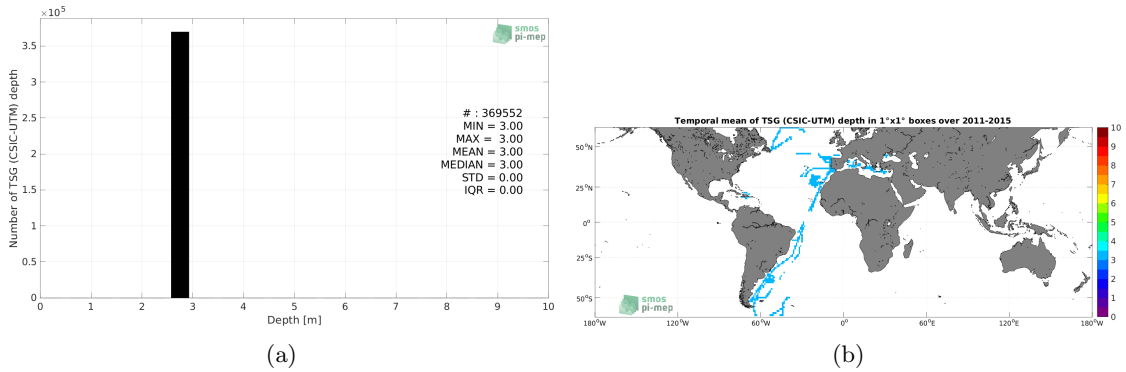 ×10^5
3.5
3
2.5
2
1.5
1
0.5
0
0 1 2 3 4 5 6 7 8 9 10
Number of TSG (CSIC-UTM) depth
Depth [m]
smos
pi-mep
# : 369552
MIN = 3.00
MAX = 3.00
MEAN = 3.00
MEDIAN = 3.00
STD = 0.00
IQR = 0.00
(a)
Temporal mean of TSG (CSIC-UTM) depth in 1°x1° boxes over 2011-2015
50°N
25°N
0°
25°S
50°S
180°W 120°W 60°W 0° 60°E 120°E 180°W
smos
pi-mep
10
9
8
7
6
5
4
3
2
1
0
(b)